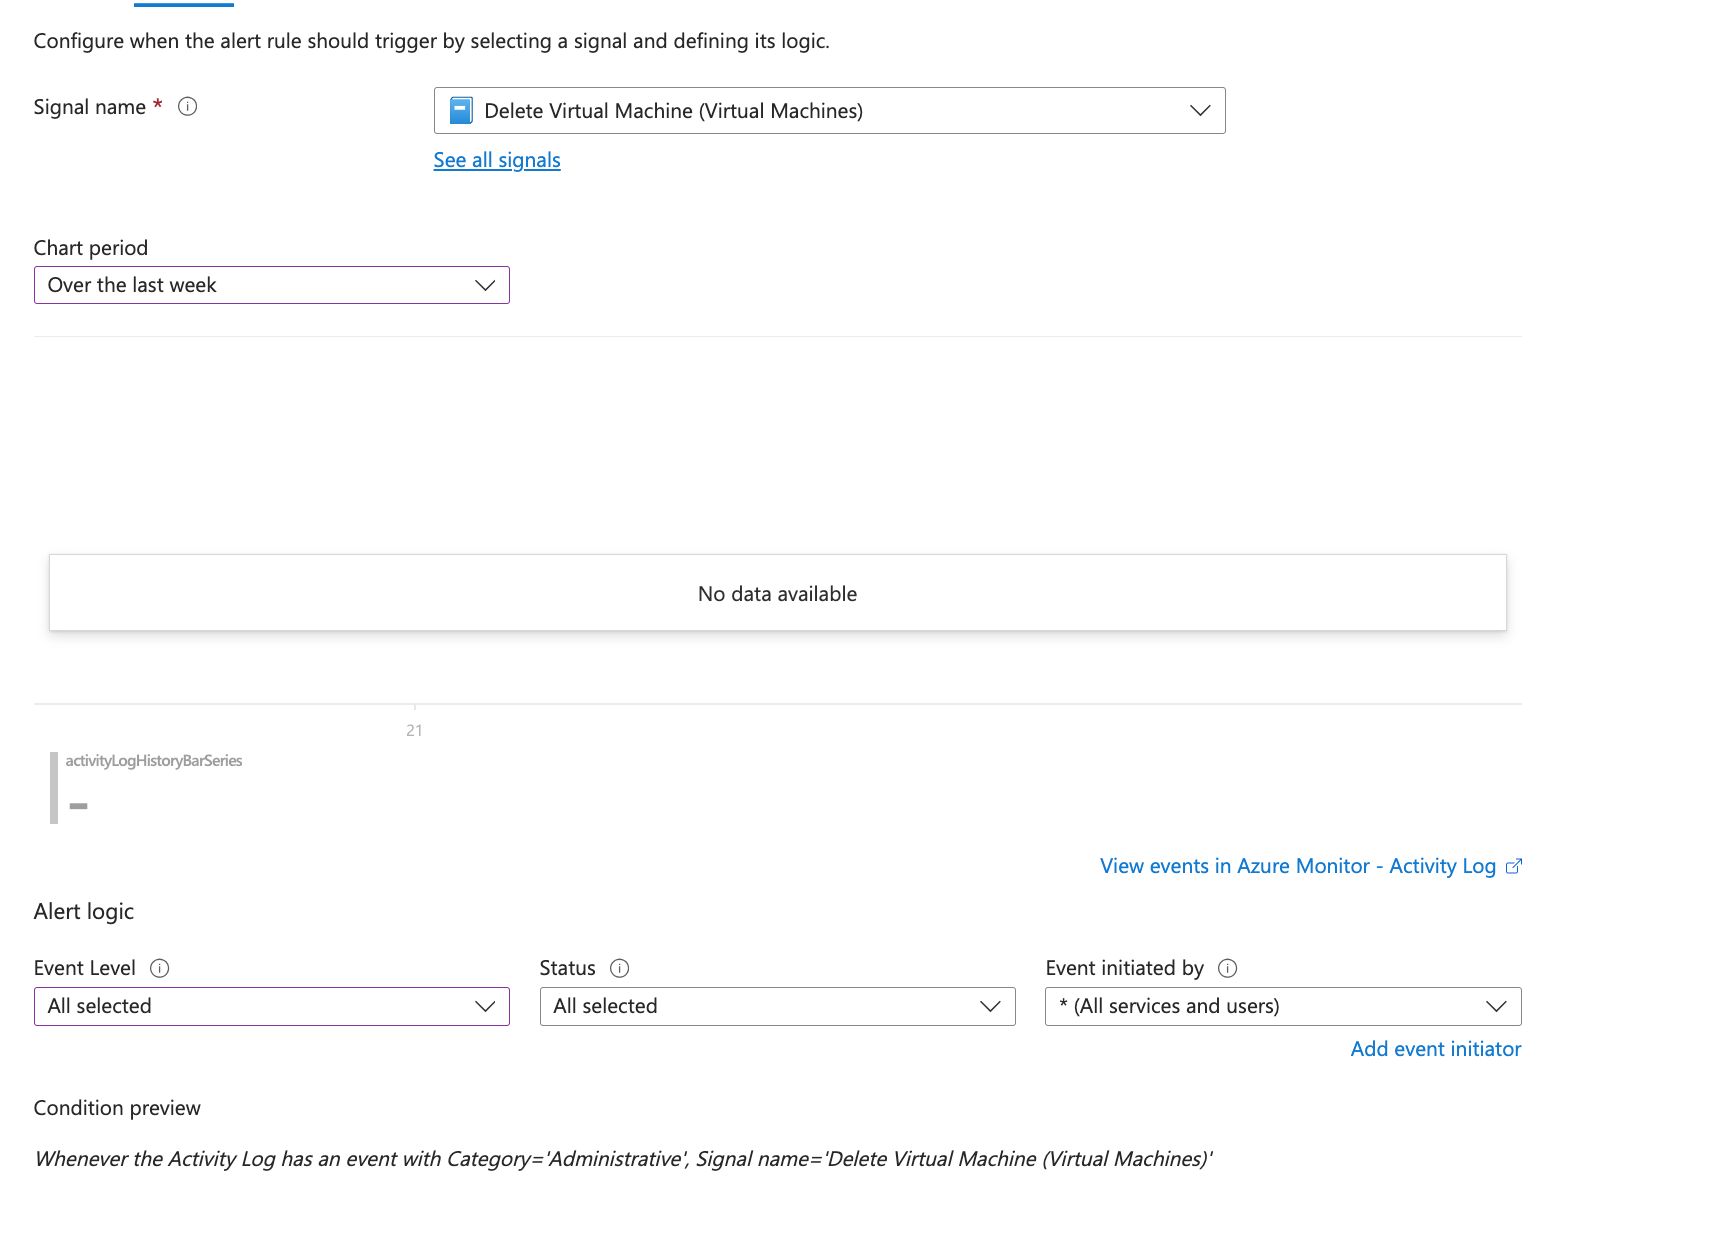 Configure when the alert rule should trigger by selecting a signal and defining its logic.
Signal name *
Delete Virtual Machine (Virtual Machines)
See all signals
Chart period
Over the last week
No data available
21
activityLogHistoryBarSeries
--
View events in Azure Monitor - Activity Log
Alert logic
Event Level
Status
Event initiated by
All selected
All selected
* (All services and users)
Add event initiator
Condition preview
Whenever the Activity Log has an event with Category='Administrative', Signal name='Delete Virtual Machine (Virtual Machines)'